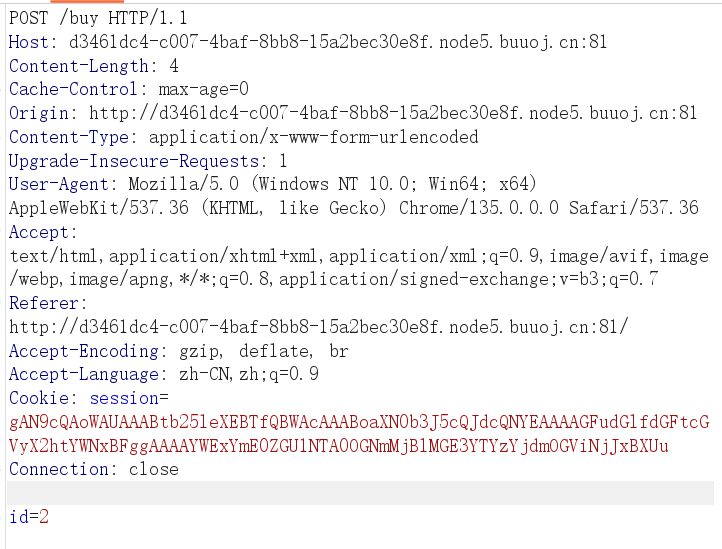 POST /buy HTTP/1.1
Host: d3461dc4-c007-4baf-8bb8-15a2bec30e8f.node5.buuoj.cn:81
Content-Length: 4
Cache-Control: max-age=0
Origin: http://d3461dc4-c007-4baf-8bb8-15a2bec30e8f.node5.buuoj.cn:81
Content-Type: application/x-www-form-urlencoded
Upgrade-Insecure-Requests: 1
User-Agent: Mozilla/5.0 (Windows NT 10.0; Win64; x64)
AppleWebKit/537.36 (KHTML, like Gecko) Chrome/135.0.0.0 Safari/537.36
Accept:
text/html,application/xhtml+xml,application/xml;q=0.9,image/avif,image
/webp,image/apng,*/*;q=0.8,application/signed-exchange;v=b3;q=0.7
Referer:
http://d3461dc4-c007-4baf-8bb8-15a2bec30e8f.node5.buuoj.cn:81/
Accept-Encoding: gzip, deflate, br
Accept-Language: zh-CN,zh;q=0.9
Cookie: session=
gAN9cQAoWAUAAABtb25leXEBTfQBWAcAAABoaXN0b3J5cQJdcQNYEAAAAGFudGlfdGFtcG
VyX2htYWNxBFggAAAAYWExYmE0ZGU1NTA0OGNmMjBlMGE3YTYzYjdmOGViNjJxBXUu
Connection: close
id=2